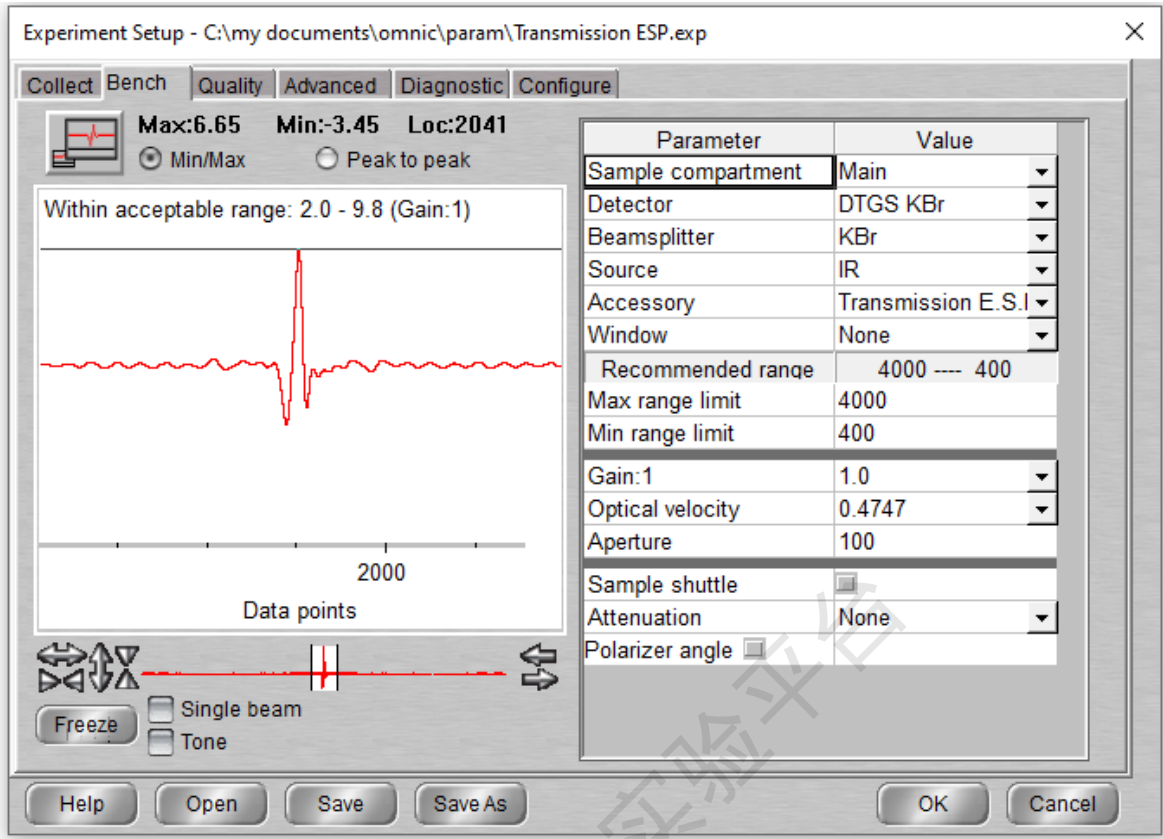 Experiment Setup - C:\my documents\omnic\param\Transmission ESP.exp
Collect Bench Quality Advanced Diagnostic Configure
Max:6.65 Min:-3.45 Loc:2041
Min/Max Peak to peak
Within acceptable range: 2.0 - 9.8 (Gain:1)
2000
Data points
Single beam
Freeze
Tone
Parameter Value
Sample compartment Main
Detector DTGS KBr
Beamsplitter KBr
Source IR
Accessory Transmission E.S.
Window None
Recommended range 4000 ---- 400
Max range limit 4000
Min range limit 400
Gain:1 1.0
Optical velocity 0.4747
Aperture 100
Sample shuttle
Attenuation None
Polarizer angle
Help Open Save Save As OK Cancel
实验平台